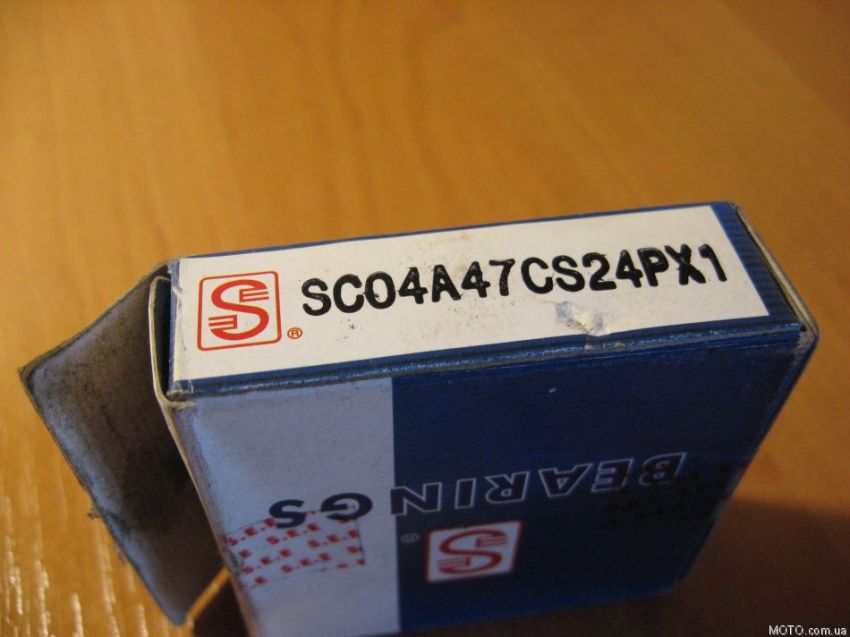 SC04A47CS24PX1
®
BEARINGS
S.E.E
MOTO.com.ua